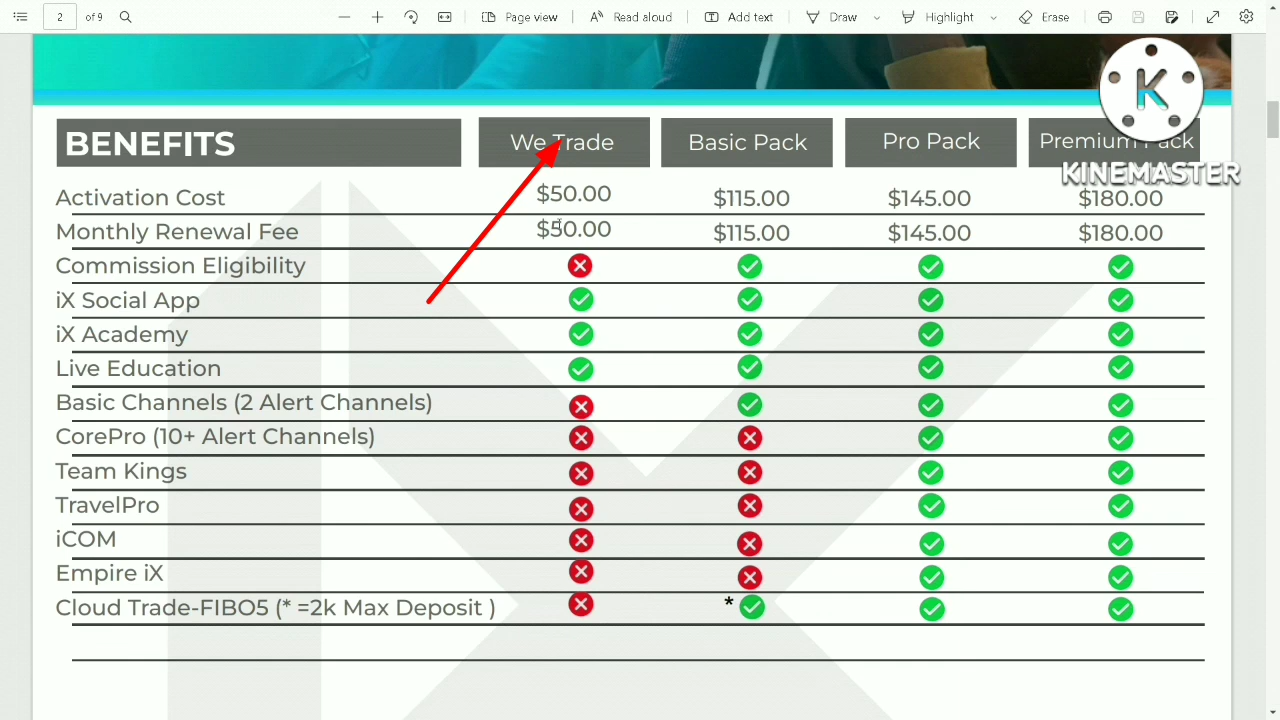 2 of 9 Page view Read aloud Add text Draw Highlight Erase
K
KINEMASTER
BENEFITS We Trade Basic Pack Pro Pack Premium Pack
Activation Cost $50.00 $115.00 $145.00 $180.00
Monthly Renewal Fee $50.00 $115.00 $145.00 $180.00
Commission Eligibility
iX Social App
iX Academy
Live Education
Basic Channels (2 Alert Channels)
CorePro (10+ Alert Channels)
Team Kings
TravelPro
iCOM
Empire iX
Cloud Trade-FIBO5 (* =2k Max Deposit ) *